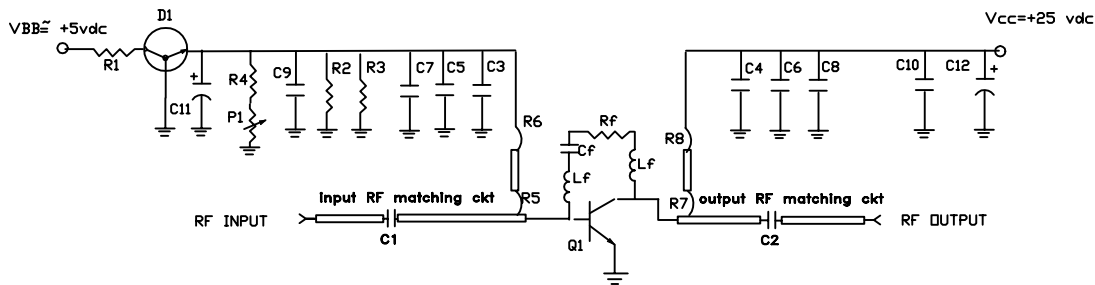 D1
VBB≅ +5vdc
Vcc=+25 vdc
R1
+
C11
R4
P1
C9
R2
R3
C7
C5
C3
C4
C6
C8
C10
C12
+
R6
Rf
Cf
Lf
Lf
R8
input RF matching ckt
R5
R7
output RF matching ckt
RF INPUT
C1
Q1
C2
RF OUTPUT